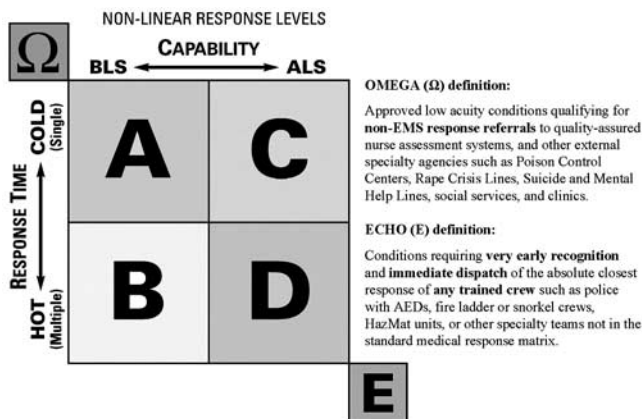 NON-LINEAR RESPONSE LEVELS
Ω
CAPABILITY
BLS
ALS
RESPONSE TIME
COLD
(Single)
HOT
(Multiple)
A
C
B
D
E
OMEGA (Ω) definition:
Approved low acuity conditions qualifying for
non-EMS response referrals to quality-assured
nurse assessment systems, and other external
specialty agencies such as Poison Control
Centers, Rape Crisis Lines, Suicide and Mental
Help Lines, social services, and clinics.
ECHO (E) definition:
Conditions requiring very early recognition
and immediate dispatch of the absolute closest
response of any trained crew such as police
with AEDs, fire ladder or snorkel crews,
HazMat units, or other specialty teams not in the
standard medical response matrix.